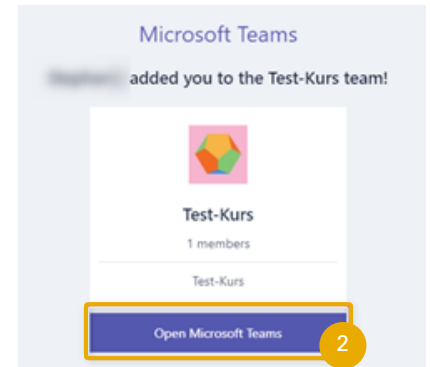 Microsoft Teams
added you to the Test-Kurs team!
Test-Kurs
1 members
Test-Kurs
Open Microsoft Teams
2